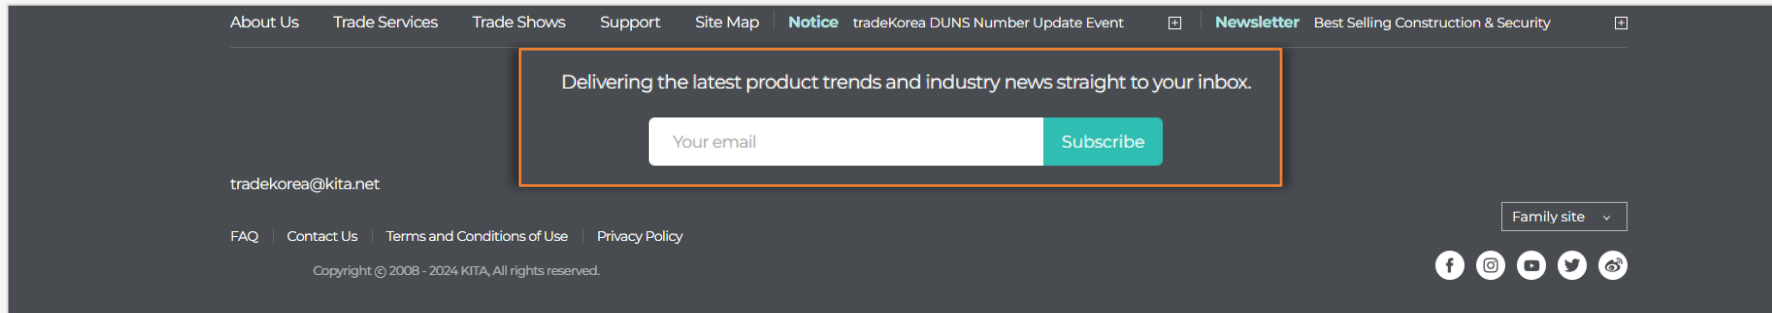 About Us Trade Services Trade Shows Support Site Map Notice tradeKorea DUNS Number Update Event Newsletter Best Selling Construction & Security
Delivering the latest product trends and industry news straight to your inbox.
Your email Subscribe
tradekorea@kita.net
Family site
FAQ Contact Us Terms and Conditions of Use Privacy Policy
Copyright ⓒ 2008 - 2024 KITA, All rights reserved.